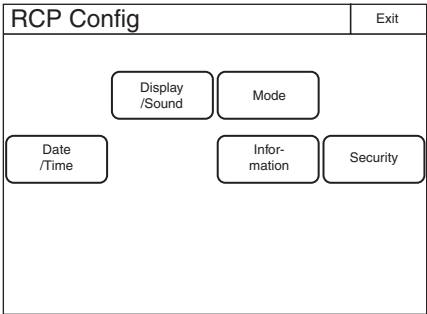 RCP Config
Exit
Display
/Sound
Mode
Date
/Time
Infor-
mation
Security